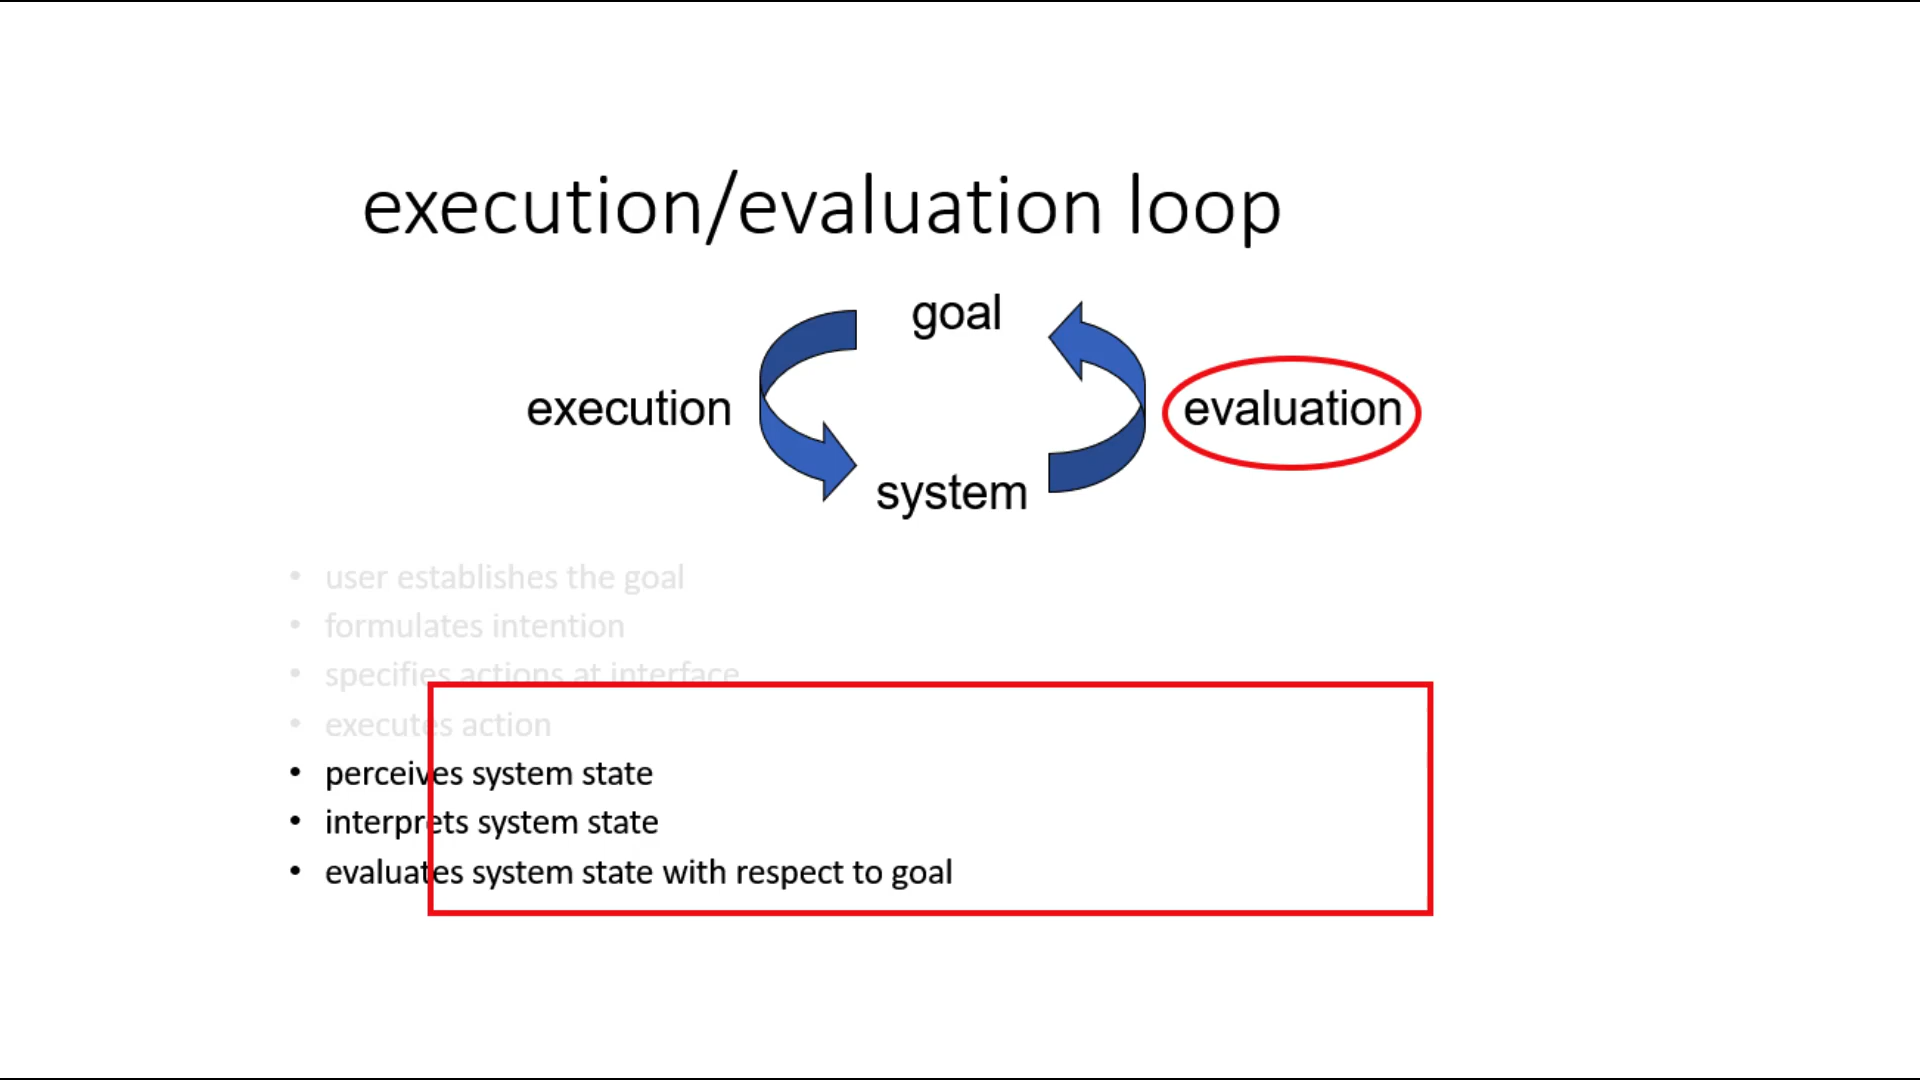 execution/evaluation loop
goal
execution
evaluation
system
• user establishes the goal
• formulates intention
• specifies actions at interface
• executes action
• perceives system state
• interprets system state
• evaluates system state with respect to goal